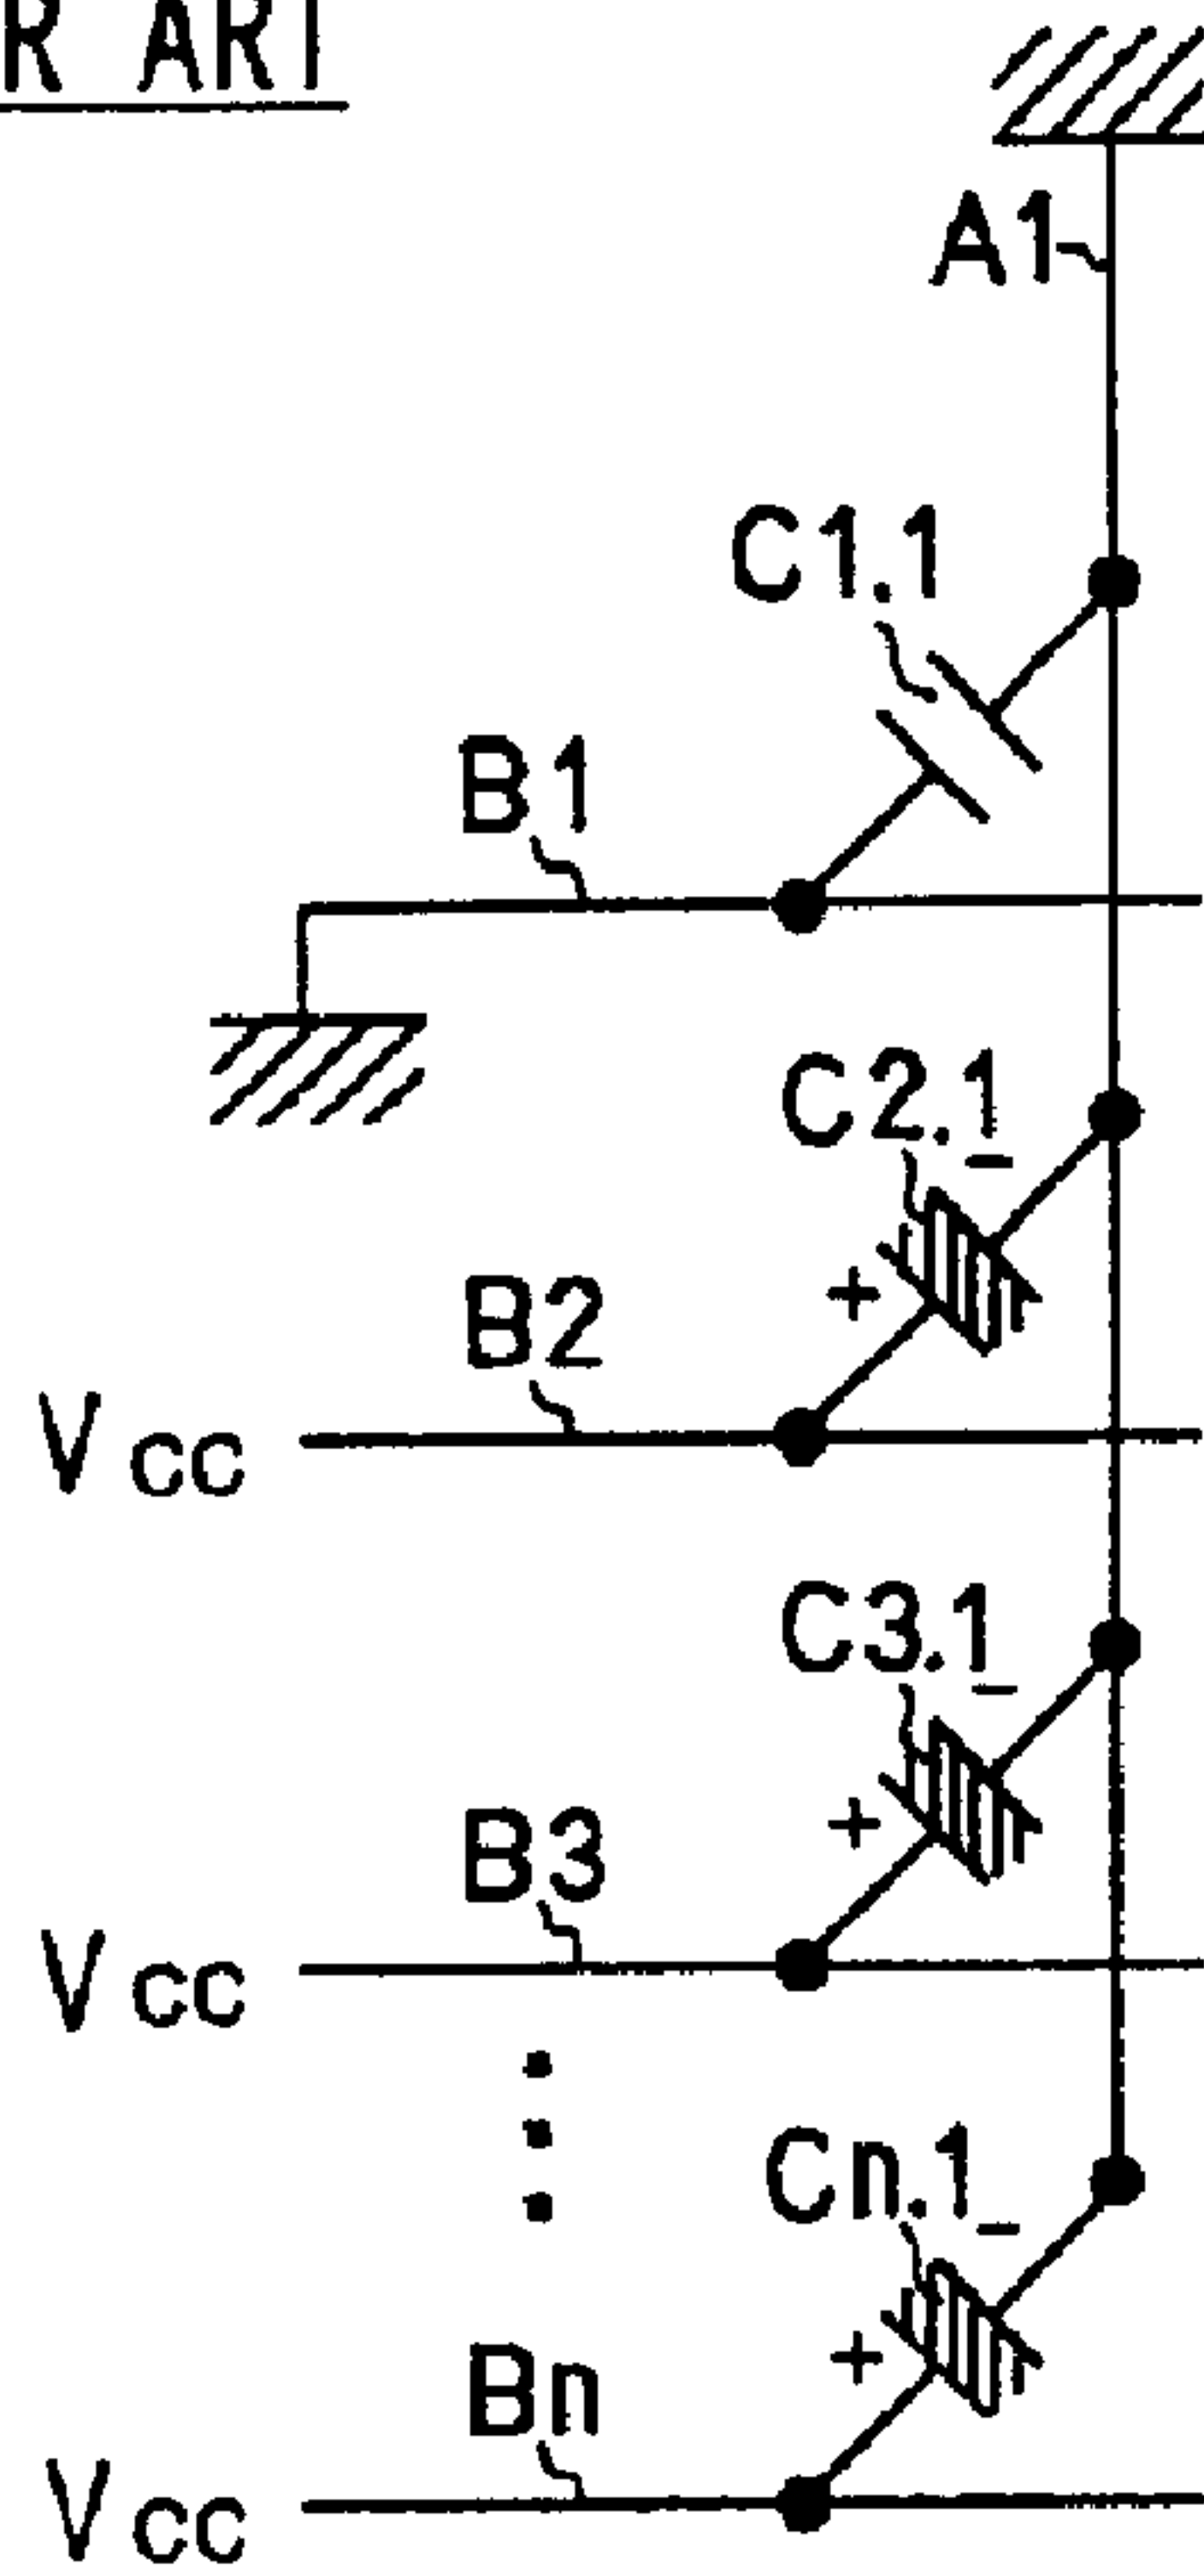 R ART
A1
C1.1
B1
C2.1
-
+
B2
Vcc
C3.1
-
+
B3
Vcc
Cn.1
-
+
Bn
Vcc